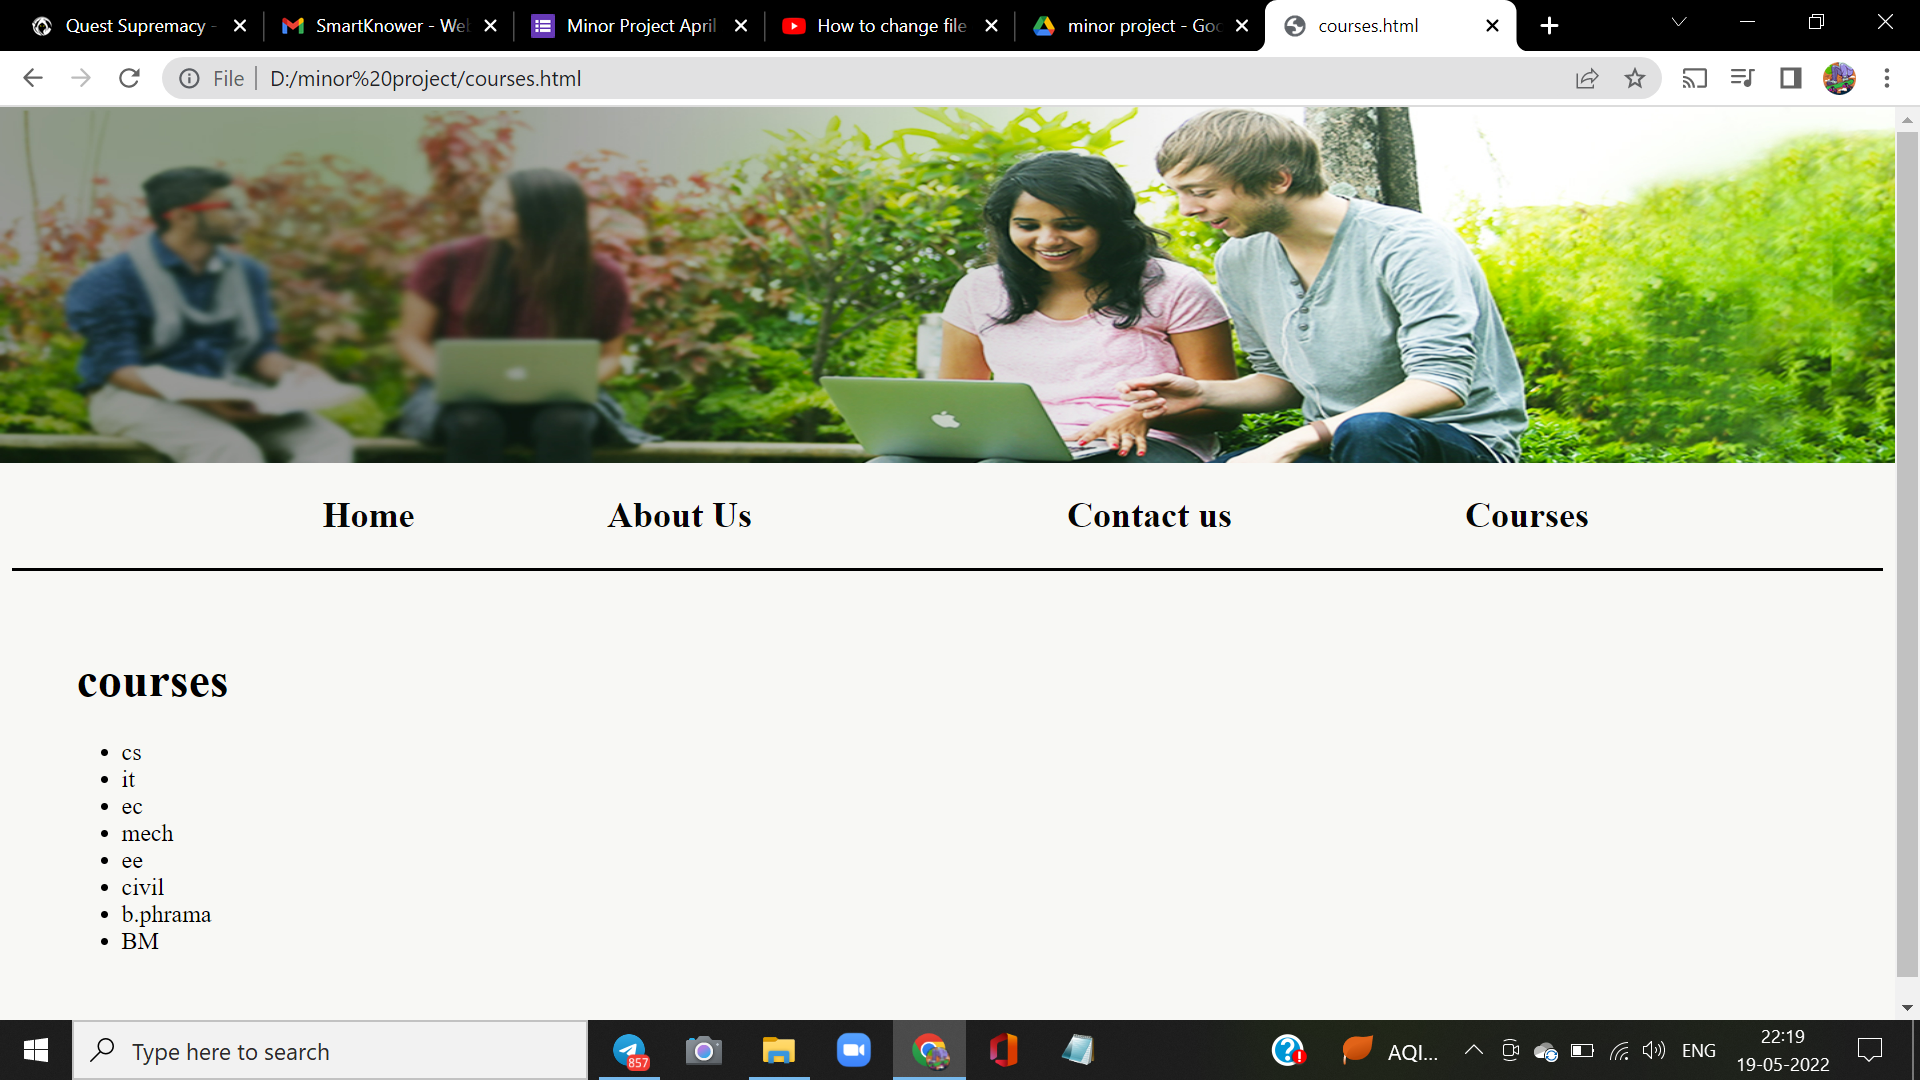 Quest Supremacy - SmartKnower - Web Minor Project April How to change file minor project - Goo courses.html
File D:/minor%20project/courses.html
Home About Us Contact us Courses
courses
cs
it
ec
mech
ee
civil
b.phrama
BM
Type here to search 857 AQI... ENG 22:19
19-05-2022